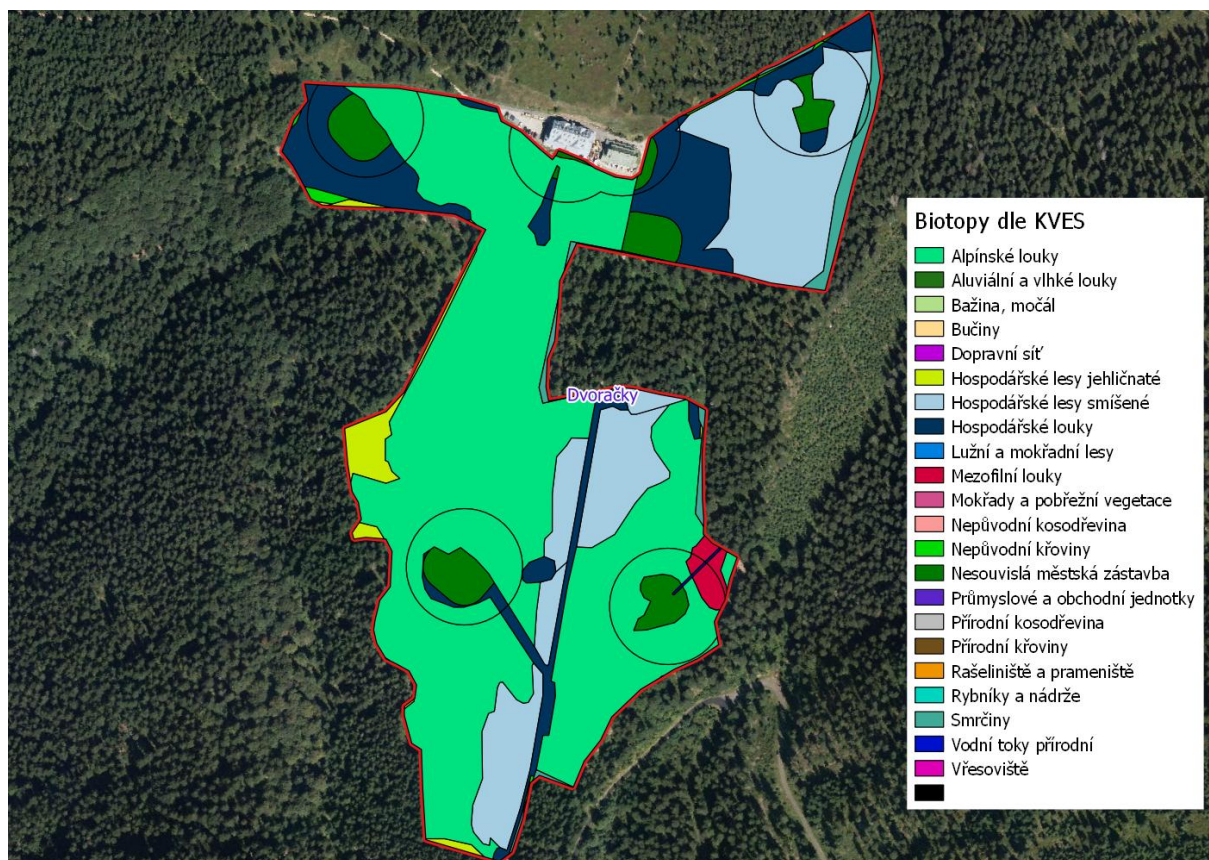 Dvoračky
Biotopy dle KVES
Alpínské louky
Aluviální a vlhké louky
Bažina, močál
Bučiny
Dopravní síť
Hospodářské lesy jehličnaté
Hospodářské lesy smíšené
Hospodářské louky
Lužní a mokřadní lesy
Mezofilní louky
Mokřady a pobřežní vegetace
Nepůvodní kosodřevina
Nepůvodní křoviny
Nesouvislá městská zástavba
Průmyslové a obchodní jednotky
Přírodní kosodřevina
Přírodní křoviny
Rašeliniště a prameniště
Rybníky a nádrže
Smrčiny
Vodní toky přírodní
Vřesoviště